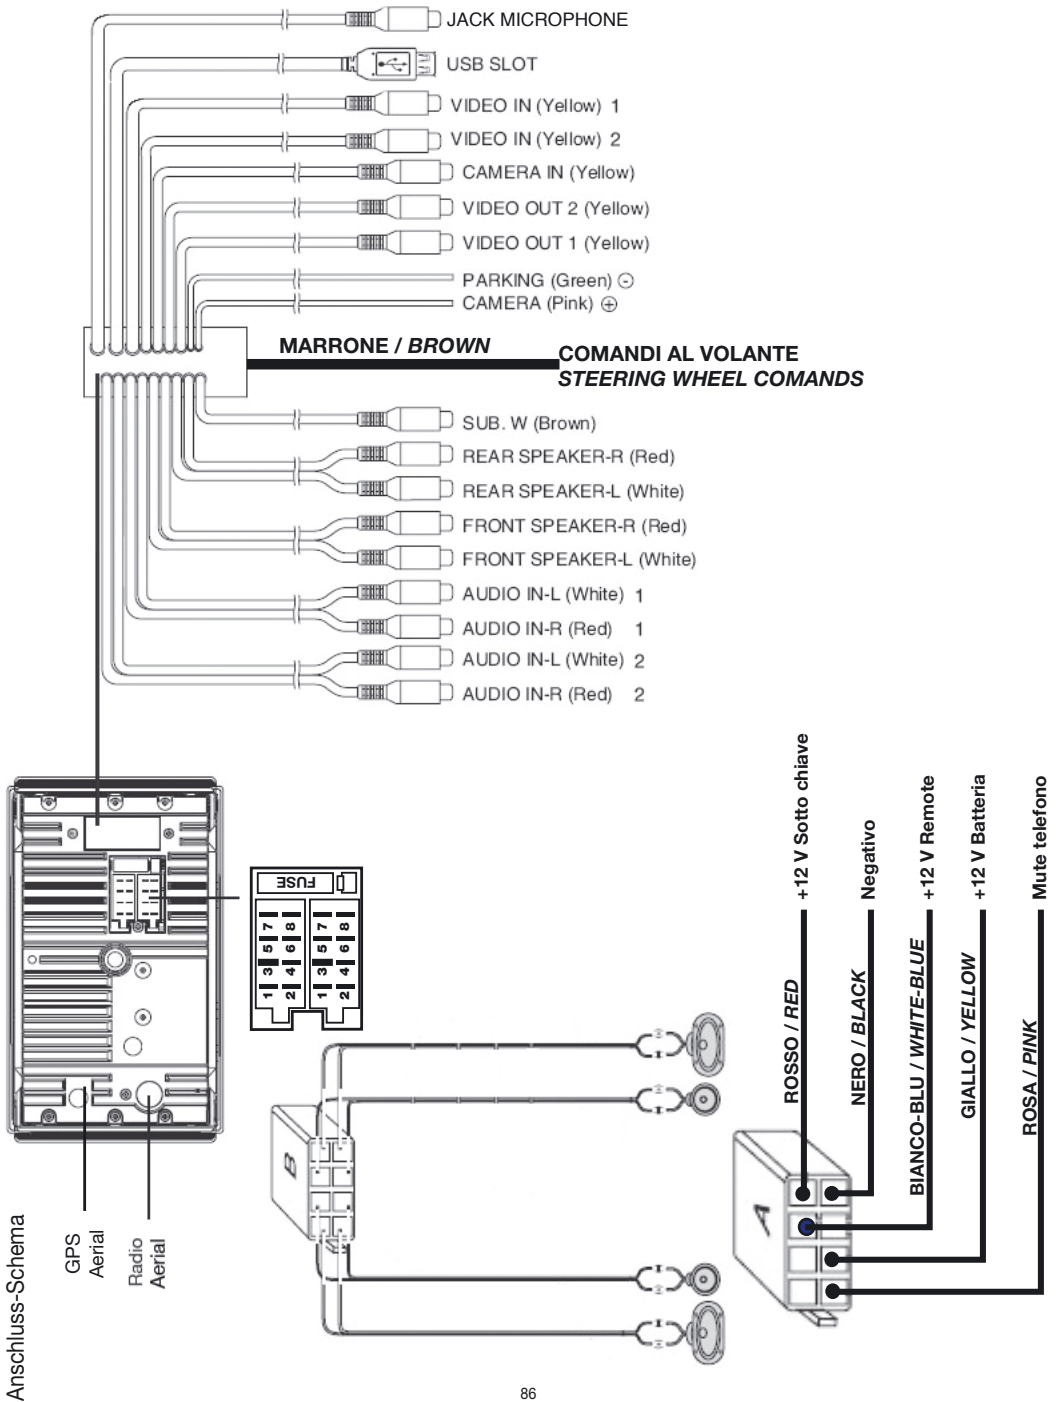 JACK MICROPHONE
USB SLOT
VIDEO IN (Yellow) 1
VIDEO IN (Yellow) 2
CAMERA IN (Yellow)
VIDEO OUT 2 (Yellow)
VIDEO OUT 1 (Yellow)
PARKING (Green) ⊖
CAMERA (Pink) ⊕
MARRONE / BROWN
COMANDI AL VOLANTE
STEERING WHEEL COMANDS
SUB. W (Brown)
REAR SPEAKER-R (Red)
REAR SPEAKER-L (White)
FRONT SPEAKER-R (Red)
FRONT SPEAKER-L (White)
AUDIO IN-L (White) 1
AUDIO IN-R (Red) 1
AUDIO IN-L (White) 2
AUDIO IN-R (Red) 2
Anschluss-Schema
GPS
Aerial
Radio
Aerial
FUSE
1 3 5 7
2 4 6 8
1 3 5 7
2 4 6 8
B
A
ROSSO / RED
+12 V Sotto chiave
NERO / BLACK
Negativo
BIANCO-BLU / WHITE-BLUE
+12 V Remote
GIALLO / YELLOW
+12 V Batteria
ROSA / PINK
Mute telefono
86